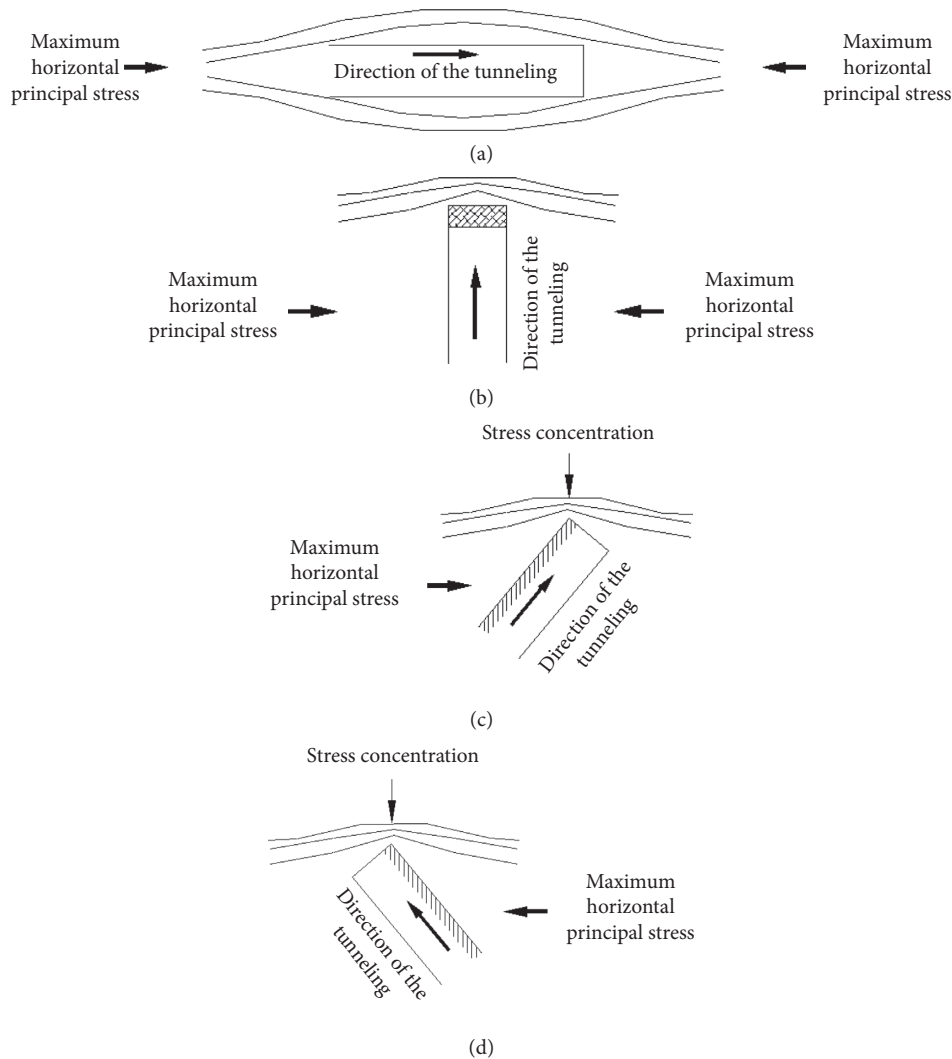 Maximum
horizontal
principal stress
Direction of the tunneling
Maximum
horizontal
principal stress
(a)
Maximum
horizontal
principal stress
Direction of the
tunneling
Maximum
horizontal
principal stress
(b)
Stress concentration
Maximum
horizontal
principal stress
Direction of the
tunneling
(c)
Stress concentration
Direction of the
tunneling
Maximum
horizontal
principal stress
(d)